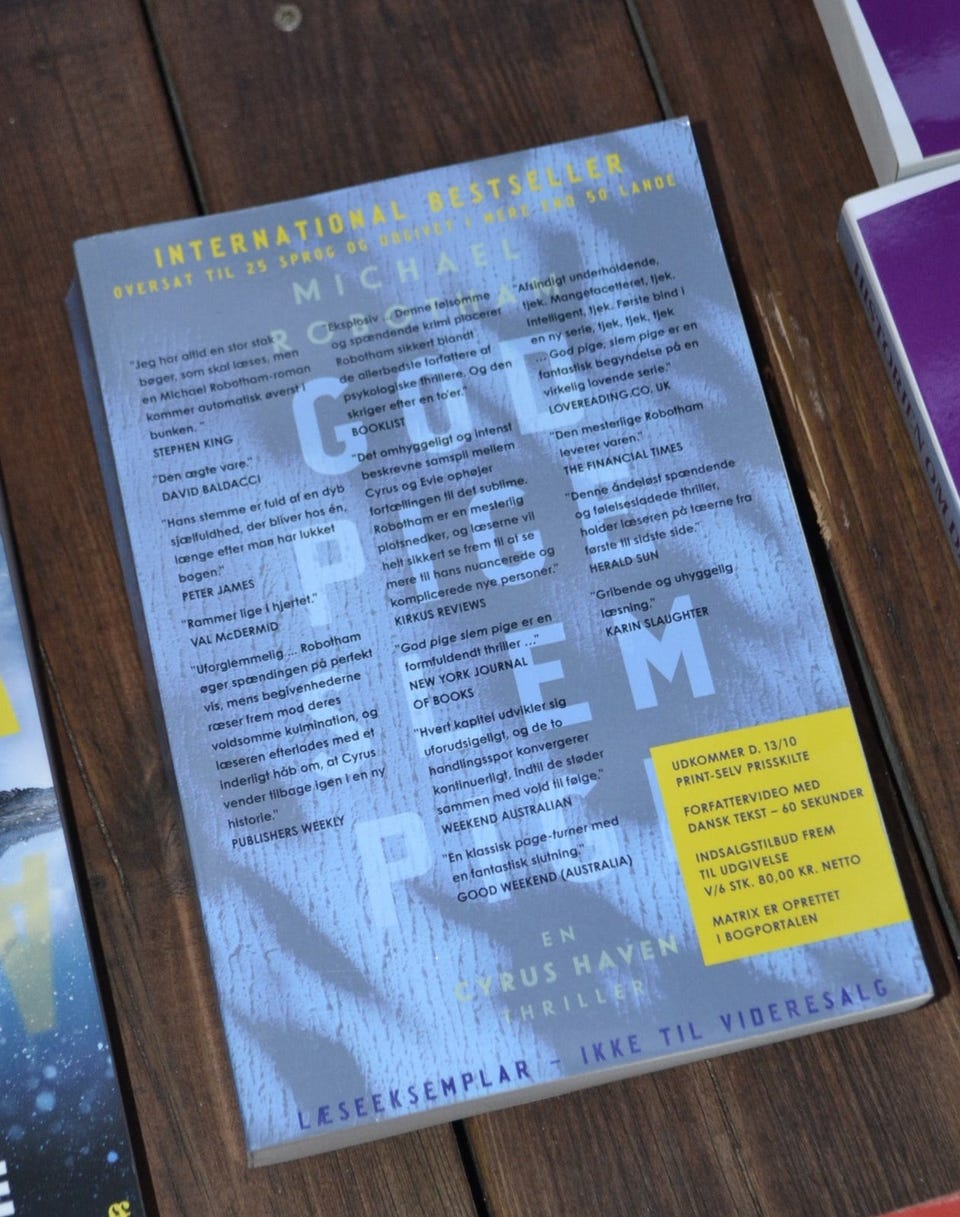 INTERNATIONAL BESTSELLER
OVERSAT TIL 25 SPROG OG UDGIVET I MERE END 50 LANDE
MICHAEL
ROBOTHAM
GOD
PIGE
SLEM
PIGE
"Jeg har altid en stor stak
bøger, som skal læses, men
en Michael Robotham-roman
kommer automatisk øverst i
bunken. "
STEPHEN KING
"Den ægte vare."
DAVID BALDACCI
"Hans stemme er fuld af en dyb
sjælfuldhed, der bliver hos én,
længe efter man har lukket
bogen."
PETER JAMES
"Rammer lige i hjertet."
VAL McDERMID
"Uforglemmelig ... Robotham
øger spændingen på perfekt
vis, mens begivenhederne
ræser frem mod deres
voldsomme kulmination, og
læseren efterlades med et
inderligt håb om, at Cyrus
vender tilbage igen i en ny
historie."
PUBLISHERS WEEKLY
"Eksplosiv ... Denne følsomme
og spændende krimi placerer
Robotham sikkert blandt
de allerbedste forfattere af
psykologiske thrillere. Og den
skriger efter en to'er."
BOOKLIST
"Det omhyggeligt og intenst
beskrevne samspil mellem
Cyrus og Evie ophøjer
fortællingen til det sublime.
Robotham er en mesterlig
plotsnedker, og læserne vil
helt sikkert se frem til at se
mere til hans nuancerede og
komplicerede nye personer."
KIRKUS REVIEWS
"God pige slem pige er en
formfuldendt thriller ..."
NEW YORK JOURNAL
OF BOOKS
"Hvert kapitel udvikler sig
uforudsigeligt, og de to
handlingsspor konvergerer
kontinuerligt, indtil de støder
sammen med vold til følge."
WEEKEND AUSTRALIAN
"En klassisk page-turner med
en fantastisk slutning."
GOOD WEEKEND (AUSTRALIA)
"Afsindigt underholdende,
tjek. Mangefacetteret, tjek.
Intelligent, tjek. Første bind i
en ny serie, tjek, tjek, tjek
... God pige, slem pige er en
fantastisk begyndelse på en
virkelig lovende serie."
LOVEREADING.CO. UK
"Den mesterlige Robotham
leverer varen."
THE FINANCIAL TIMES
"Denne åndeløst spændende
og følelsesladede thriller,
holder læseren på tæerne fra
første til sidste side."
HERALD SUN
"Gribende og uhyggelig
læsning."
KARIN SLAUGHTER
UDKOMMER D. 13/10
PRINT-SELV PRISSKILTE
FORFATTERVIDEO MED
DANSK TEKST – 60 SEKUNDER
INDSALGSTILBUD FREM
TIL UDGIVELSE
V/6 STK. 80,00 KR. NETTO
MATRIX ER OPRETTET
I BOGPORTALEN
EN
CYRUS HAVEN
THRILLER
LÆSEEKSEMPLAR – IKKE TIL VIDERESALG
HISTORIEN OM